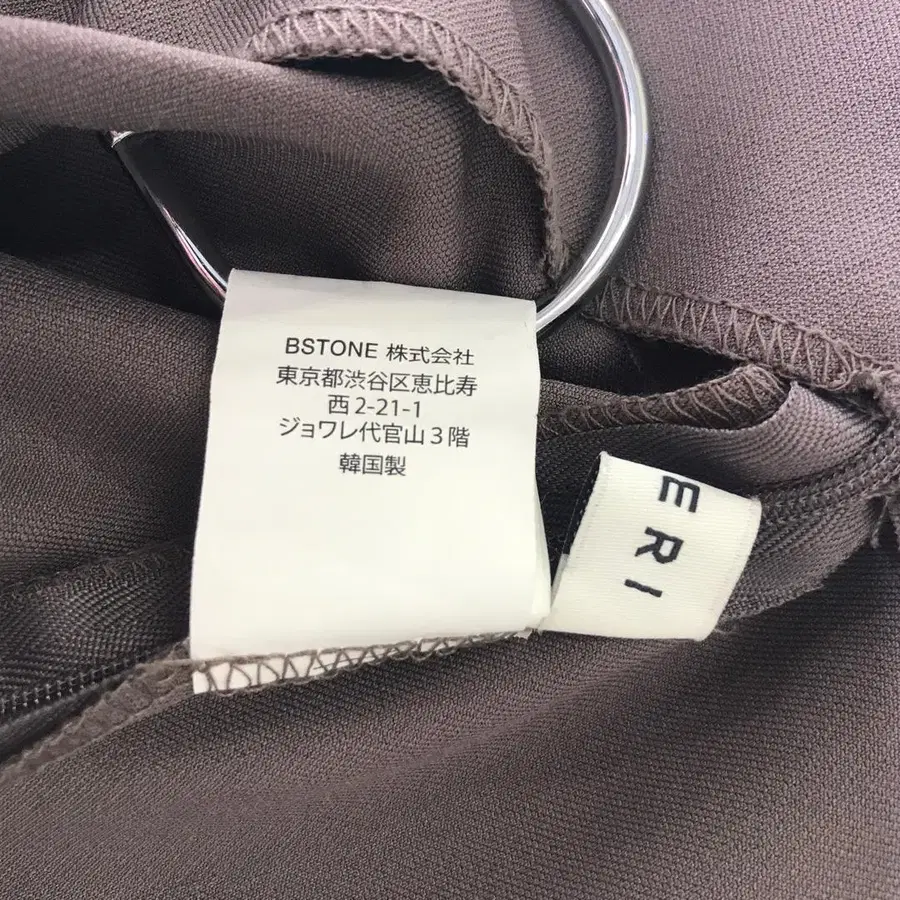 BSTONE 株式会社
東京都渋谷区恵比寿
西2-21-1
ジョワレ代官山3階
韓国製
ERI